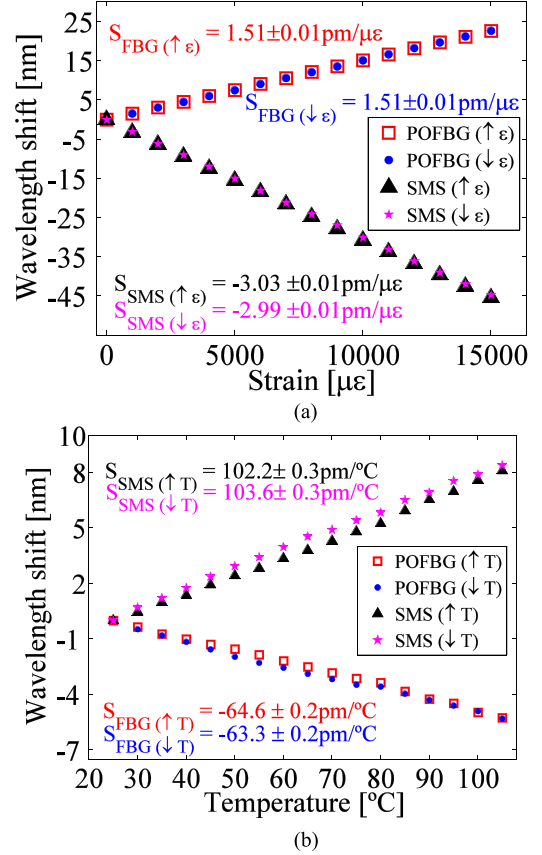 S_FBG (↑ ε) = 1.51±0.01pm/με
S_FBG (↓ ε) = 1.51±0.01pm/με
25
15
5
-5
-15
-25
-35
-45
Wavelength shift [nm]
POFBG (↑ ε)
POFBG (↓ ε)
SMS (↑ ε)
SMS (↓ ε)
S_SMS (↑ ε) = -3.03 ±0.01pm/με
S_SMS (↓ ε) = -2.99 ±0.01pm/με
0 5000 10000 15000
Strain [με]
(a)
10
8
5
2
-1
-4
-7
Wavelength shift [nm]
S_SMS (↑ T) = 102.2± 0.3pm/ºC
S_SMS (↓ T) = 103.6± 0.3pm/ºC
POFBG (↑ T)
POFBG (↓ T)
SMS (↑ T)
SMS (↓ T)
S_FBG (↑ T) = -64.6 ± 0.2pm/ºC
S_FBG (↓ T) = -63.3 ± 0.2pm/ºC
20 30 40 50 60 70 80 90 100
Temperature [ºC]
(b)